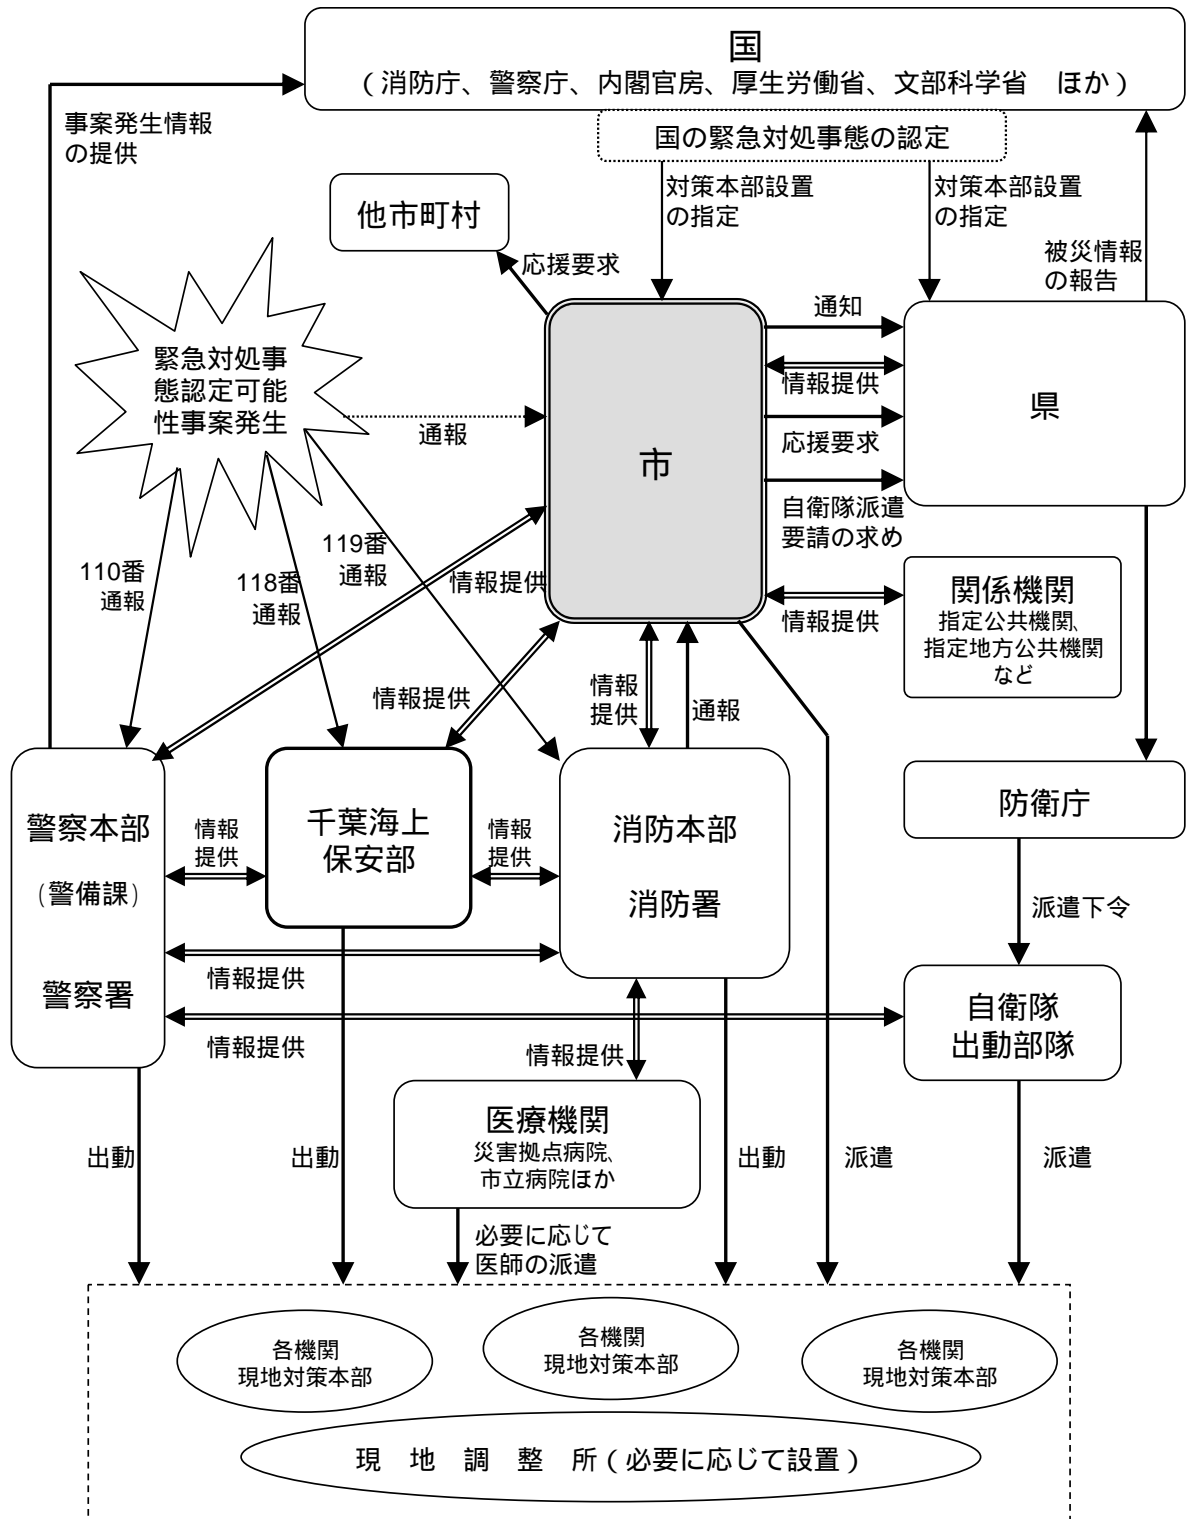 国
（消防庁、警察庁、内閣官房、厚生労働省、文部科学省　ほか）
国の緊急対処事態の認定
事案発生情報
の提供
対策本部設置
の指定
対策本部設置
の指定
他市町村
応援要求
被災情報
の報告
緊急対処事
態認定可能
性事案発生
通報
市
通知
情報提供
応援要求
自衛隊派遣
要請の求め
県
110番
通報
118番
通報
119番
通報
情報提供
情報提供
関係機関
指定公共機関、
指定地方公共機関
など
情報提供
情報
提供
通報
警察本部
（警備課）
警察署
情報
提供
千葉海上
保安部
情報
提供
消防本部
消防署
防衛庁
派遣下令
情報提供
情報提供
自衛隊
出動部隊
情報提供
医療機関
災害拠点病院、
市立病院ほか
出動
出動
出動
派遣
派遣
必要に応じて
医師の派遣
各機関
現地対策本部
各機関
現地対策本部
各機関
現地対策本部
現　地　調　整　所（必要に応じて設置）